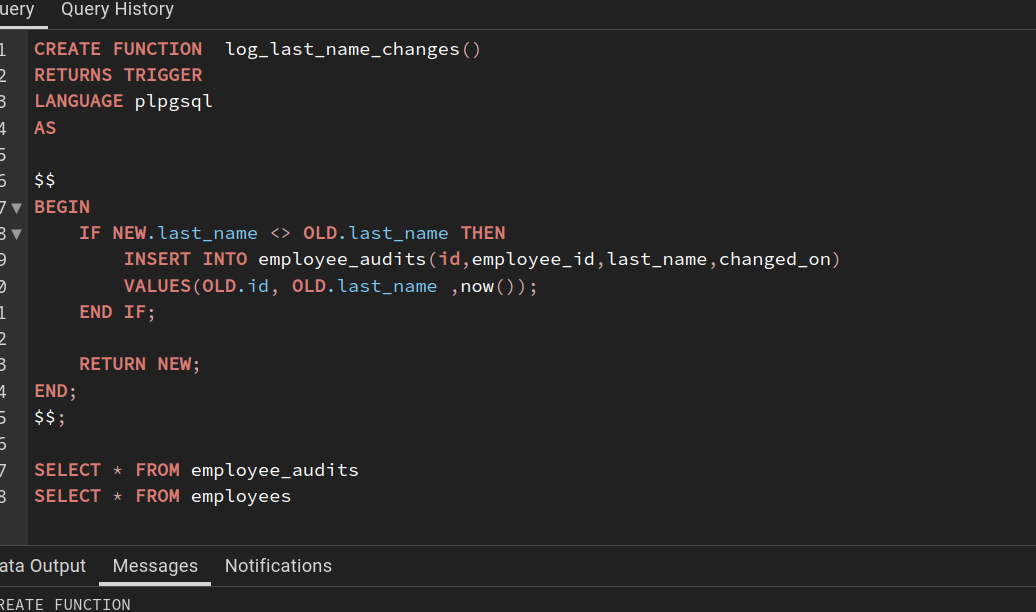 uery Query History
1 CREATE FUNCTION  log_last_name_changes()
2 RETURNS TRIGGER
3 LANGUAGE plpgsql
4 AS
5
6 $$
7 BEGIN
8     IF NEW.last_name <> OLD.last_name THEN
9         INSERT INTO employee_audits(id,employee_id,last_name,changed_on)
0         VALUES(OLD.id, OLD.last_name ,now());
1     END IF;
2
3     RETURN NEW;
4 END;
5 $$;
6
7 SELECT * FROM employee_audits
8 SELECT * FROM employees
ata Output Messages Notifications
REATE FUNCTION